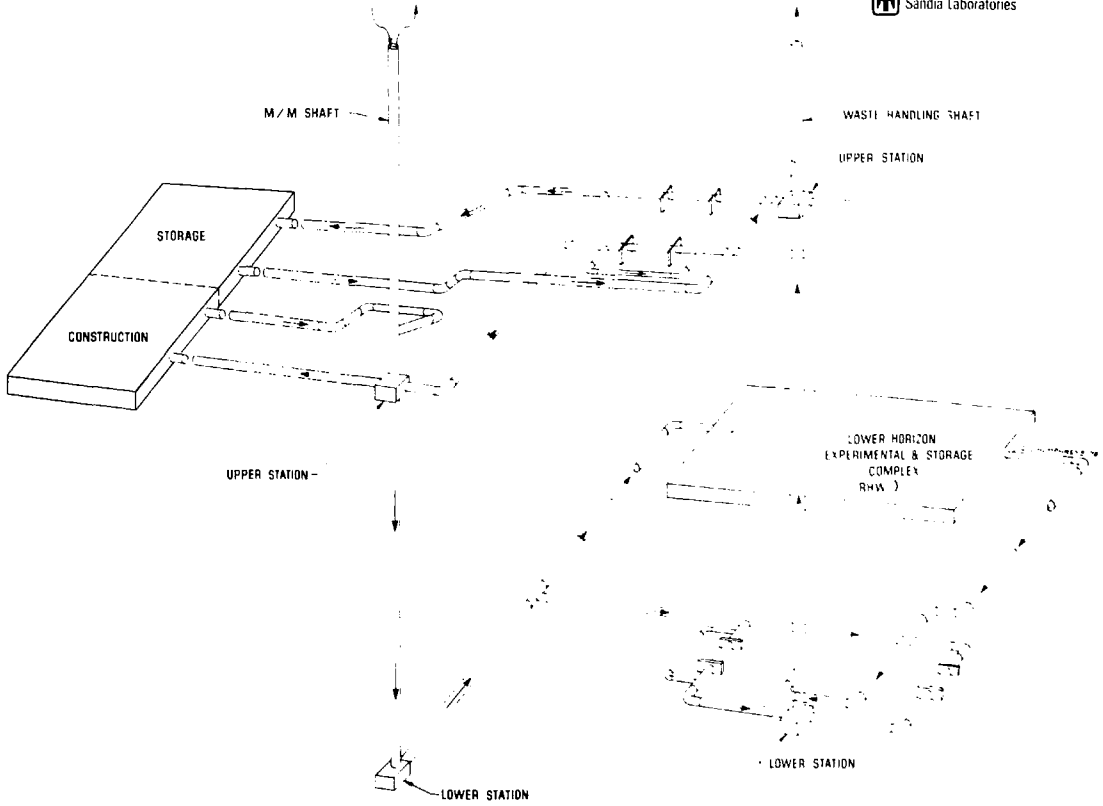 Sandia Laboratories
M/M SHAFT
WASTE HANDLING SHAFT
UPPER STATION
STORAGE
CONSTRUCTION
LOWER HORIZON
EXPERIMENTAL & STORAGE
COMPLEX
RHW )
UPPER STATION
LOWER STATION
LOWER STATION